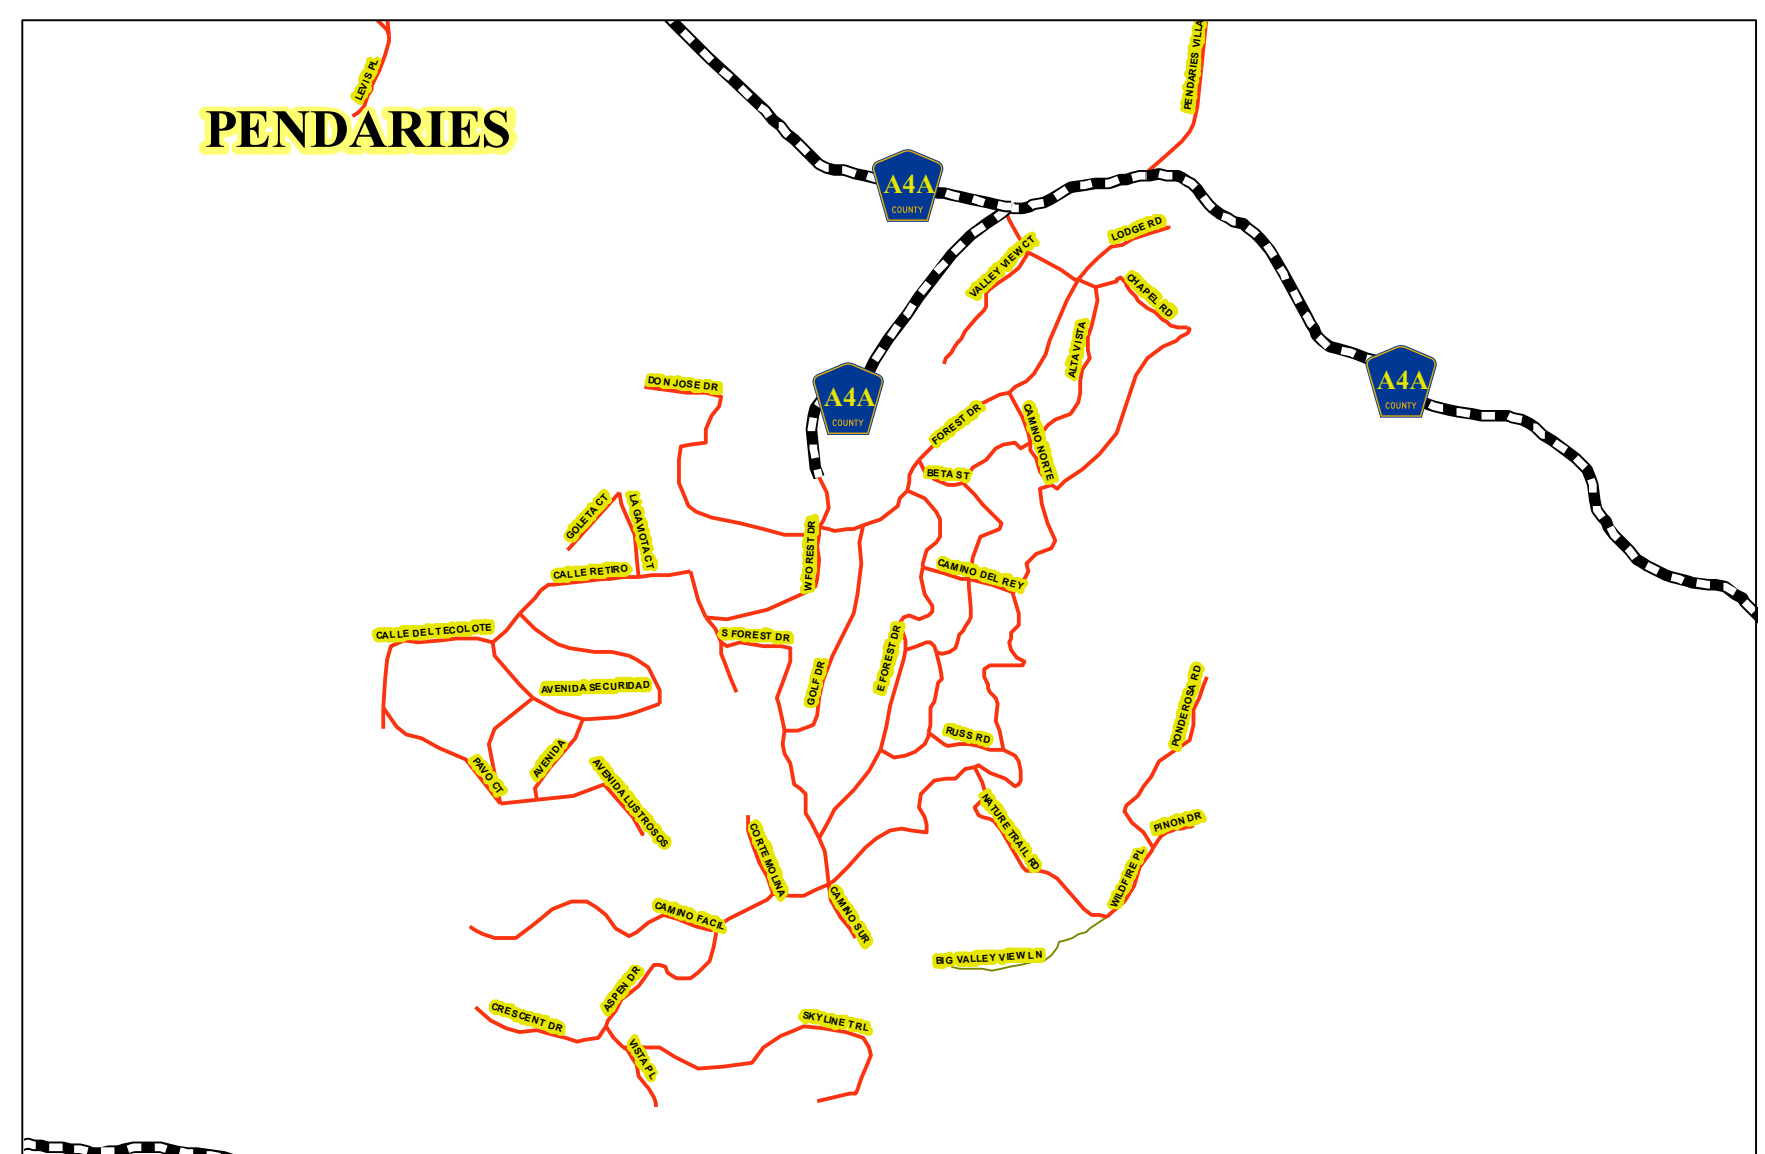 PENDARIES VILLA
LEVIS PL
PENDARIES
A4A
COUNTY
LODGE RD
VALLEY VIEW CT
CHAPEL RD
ALTA VISTA
A4A
COUNTY
A4A
COUNTY
DON JOSE DR
FOREST DR
CAMINO NORTE
BETA ST
GOLETA CT
LA GAVIOTA CT
W FOREST DR
CALLE RETIRO
CAMINO DEL REY
CALLE DEL TECOLOTE
S FOREST DR
E FOREST DR
GOLF DR
AVENIDA SECURIDAD
PONDEROSA RD
RUSS RD
AVENIDA
PAVO CT
AVENIDA LUSTROSOS
NATURE TRAIL RD
PINON DR
CORTE MOLINA
WILDFIRE PL
CAMINO FACIL
CAMINO SUR
BIG VALLEY VIEW LN
ASPEN DR
CRESCENT DR
SKYLINE TRL
VISTA PL